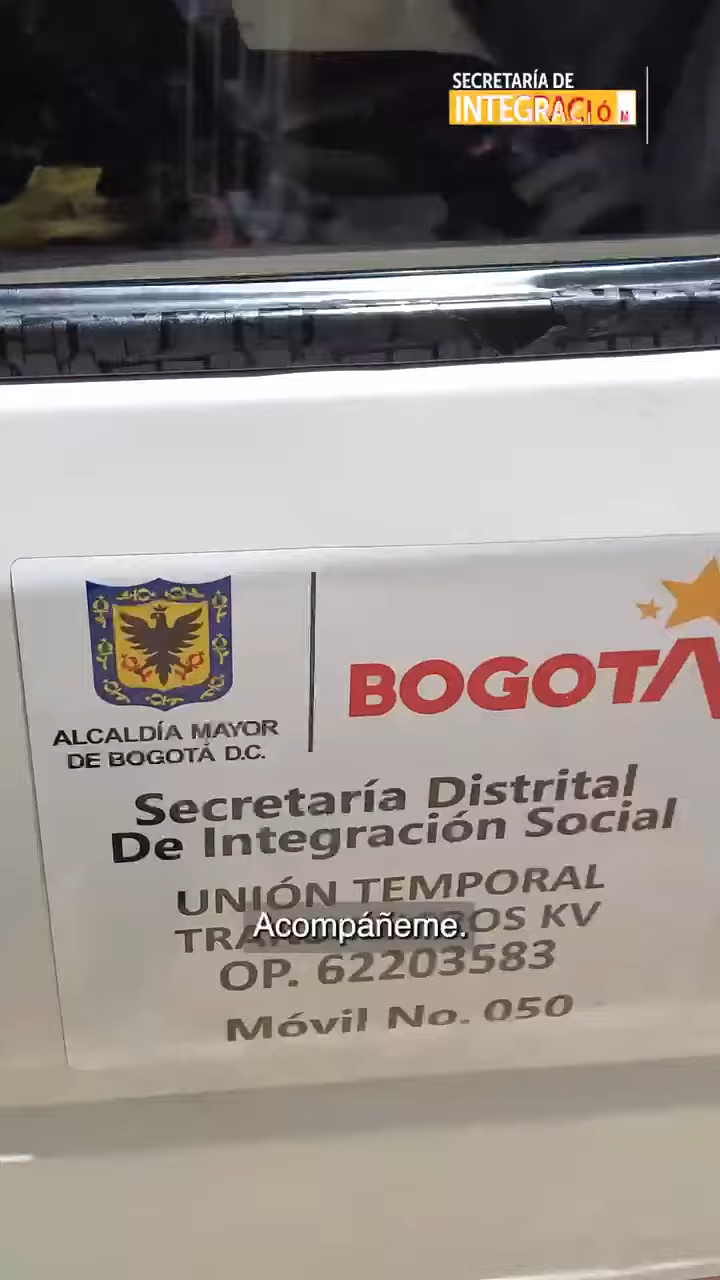 SECRETARÍA DE
ALCALDÍA MAYOR
DE BOGOTÁ D.C.
BOGOTÁ
Secretaría Distrital
De Integración Social
UNIÓN TEMPORAL
KV
Acompáñeme.
OP. 62203583
Móvil No. 050